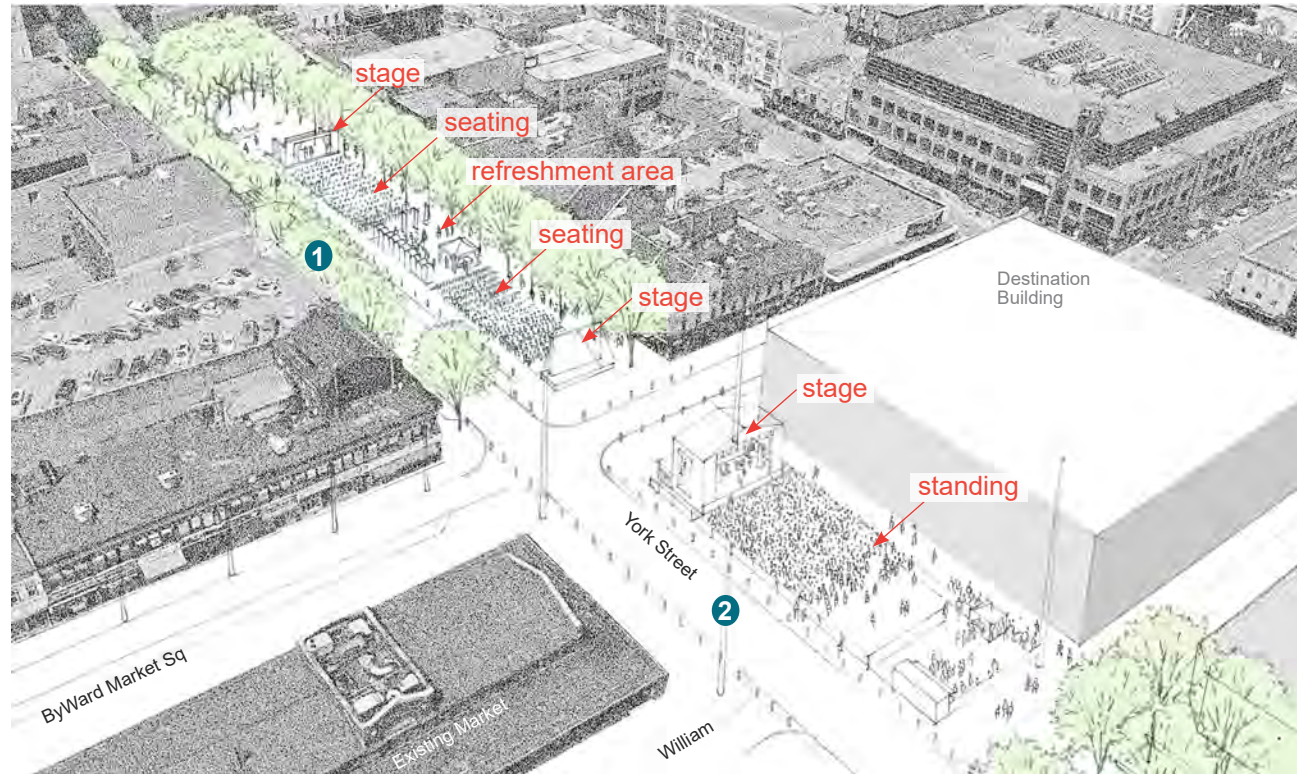 stage
seating
refreshment area
seating
stage
1
Destination
Building
stage
standing
York Street
2
ByWard Market Sq
Existing Market
William